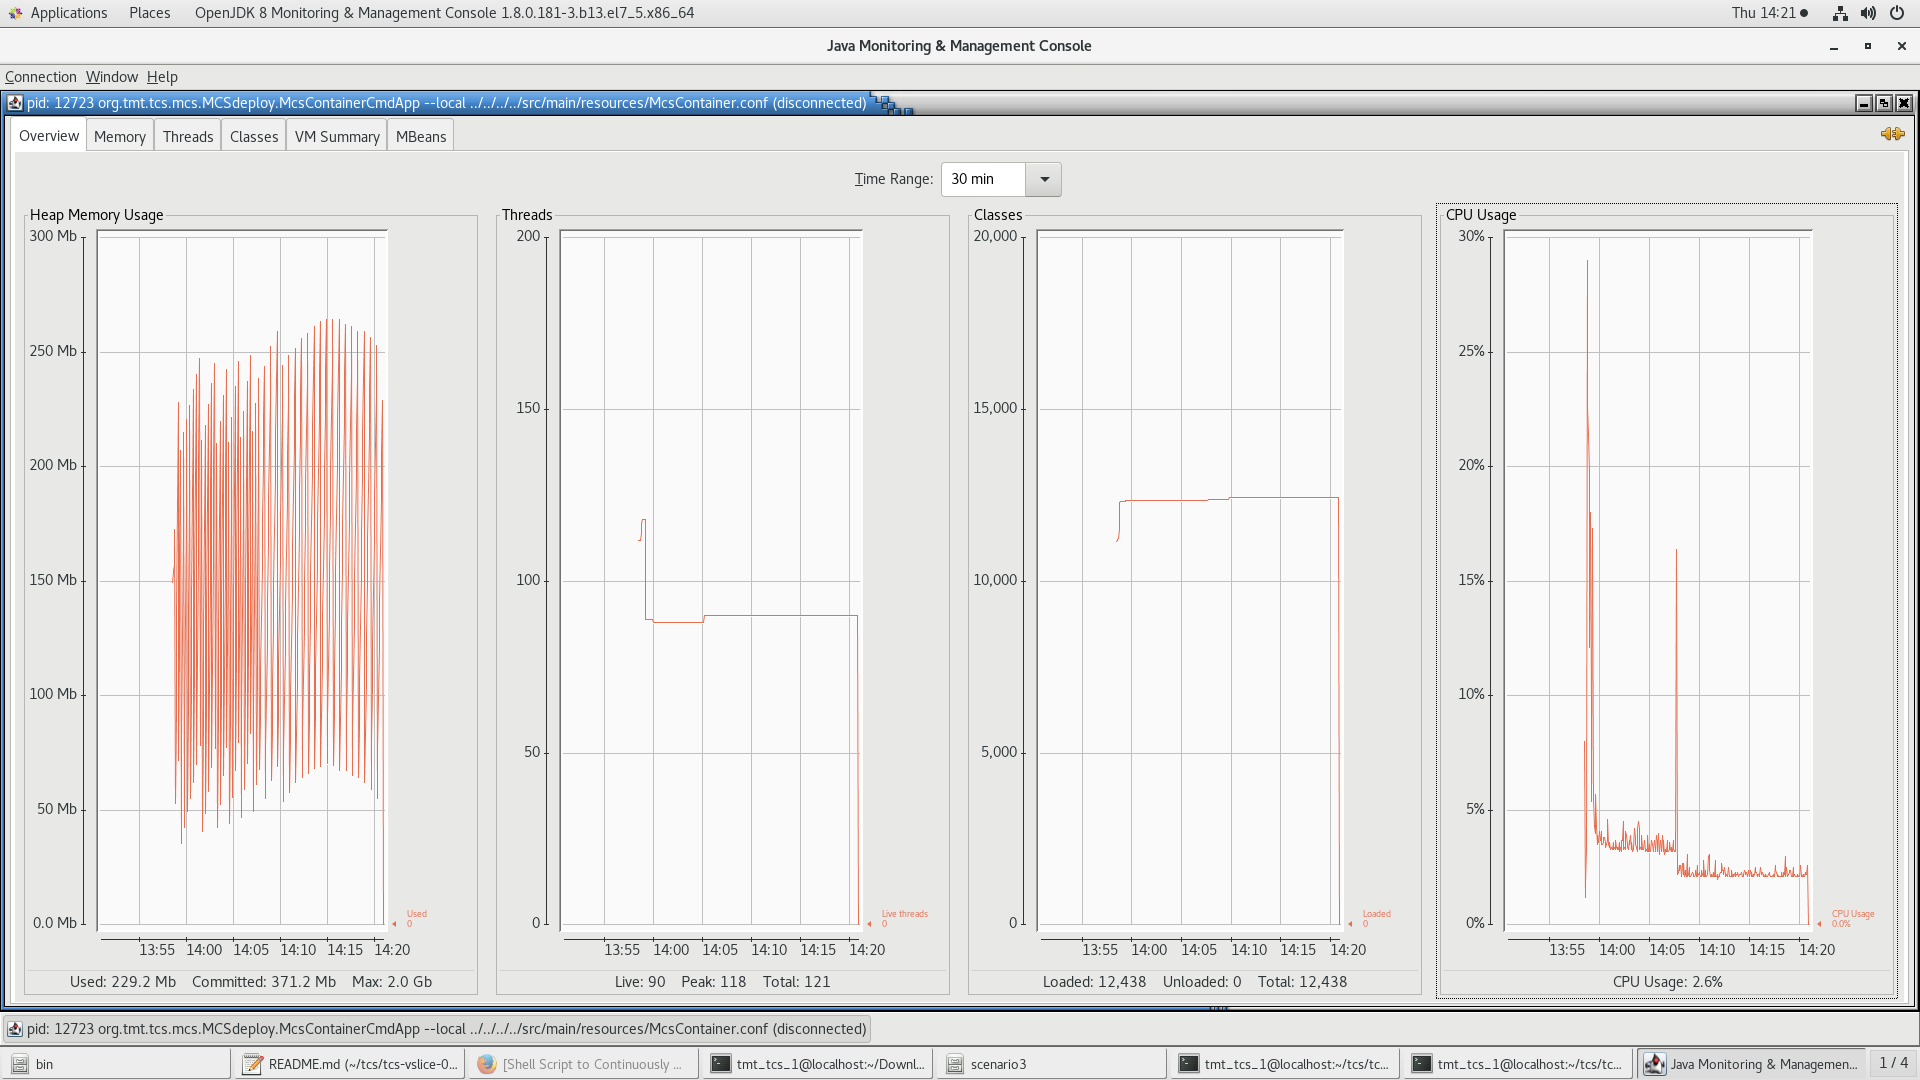 Applications Places OpenJDK 8 Monitoring & Management Console 1.8.0.181-3.b13.el7_5.x86_64 Thu 14:21
Java Monitoring & Management Console
Connection Window Help
pid: 12723 org.tmt.tcs.mcs.MCSdeploy.McsContainerCmdApp --local ../../../../src/main/resources/McsContainer.conf (disconnected)
Overview Memory Threads Classes VM Summary MBeans
Time Range: 30 min
Heap Memory Usage
300 Mb
250 Mb
200 Mb
150 Mb
100 Mb
50 Mb
0.0 Mb
Used
0
13:55 14:00 14:05 14:10 14:15 14:20
Used: 229.2 Mb Committed: 371.2 Mb Max: 2.0 Gb
Threads
200
150
100
50
0
Live threads
0
13:55 14:00 14:05 14:10 14:15 14:20
Live: 90 Peak: 118 Total: 121
Classes
20,000
15,000
10,000
5,000
0
Loaded
0
13:55 14:00 14:05 14:10 14:15 14:20
Loaded: 12,438 Unloaded: 0 Total: 12,438
CPU Usage
30%
25%
20%
15%
10%
5%
0%
CPU Usage
0.0%
13:55 14:00 14:05 14:10 14:15 14:20
CPU Usage: 2.6%
pid: 12723 org.tmt.tcs.mcs.MCSdeploy.McsContainerCmdApp --local ../../../../src/main/resources/McsContainer.conf (disconnected)
bin README.md (~/tcs/tcs-vslice-0... [Shell Script to Continuously ... tmt_tcs_1@localhost:~/Downl... scenario3 tmt_tcs_1@localhost:~/tcs/tc... tmt_tcs_1@localhost:~/tcs/tc... Java Monitoring & Managemen... 1 / 4